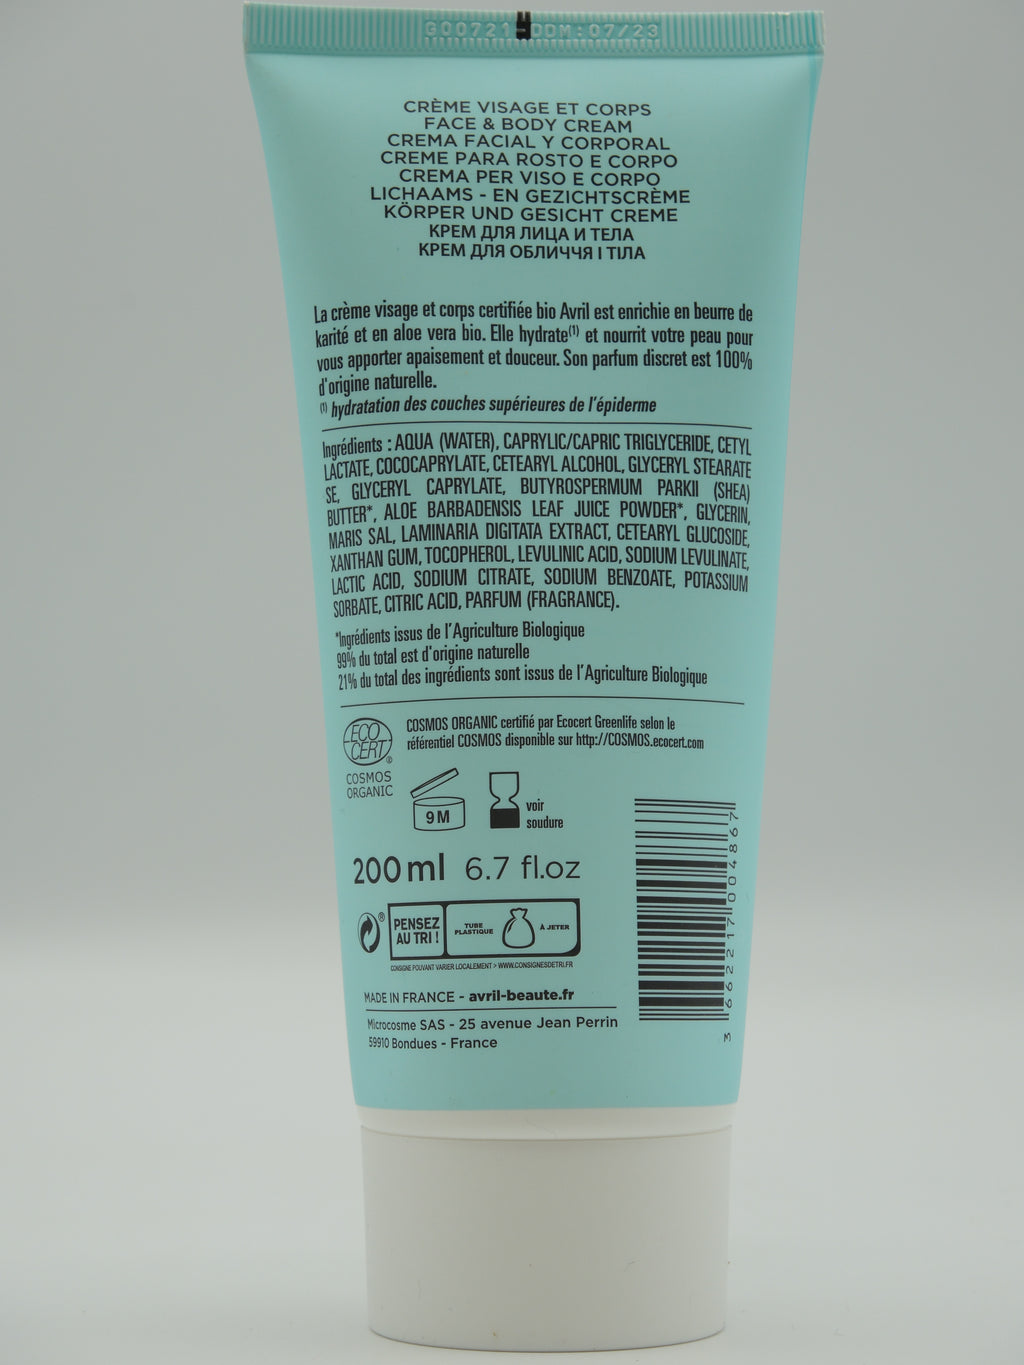 G00721 DDM:07/23
CRÈME VISAGE ET CORPS
FACE & BODY CREAM
CREMA FACIAL Y CORPORAL
CREME PARA ROSTO E CORPO
CREMA PER VISO E CORPO
LICHAAMS - EN GEZICHTSCRÈME
KÖRPER UND GESICHT CREME
КРЕМ ДЛЯ ЛИЦА И ТЕЛА
КРЕМ ДЛЯ ОБЛИЧЧЯ І ТІЛА
La crème visage et corps certifiée bio Avril est enrichie en beurre de
karité et en aloe vera bio. Elle hydrate(1) et nourrit votre peau pour
vous apporter apaisement et douceur. Son parfum discret est 100%
d'origine naturelle.
(1) hydratation des couches supérieures de l'épiderme
Ingrédients : AQUA (WATER), CAPRYLIC/CAPRIC TRIGLYCERIDE, CETYL
LACTATE, COCOCAPRYLATE, CETEARYL ALCOHOL, GLYCERYL STEARATE
SE, GLYCERYL CAPRYLATE, BUTYROSPERMUM PARKII (SHEA)
BUTTER*, ALOE BARBADENSIS LEAF JUICE POWDER*, GLYCERIN,
MARIS SAL, LAMINARIA DIGITATA EXTRACT, CETEARYL GLUCOSIDE,
XANTHAN GUM, TOCOPHEROL, LEVULINIC ACID, SODIUM LEVULINATE,
LACTIC ACID, SODIUM CITRATE, SODIUM BENZOATE, POTASSIUM
SORBATE, CITRIC ACID, PARFUM (FRAGRANCE).
*Ingrédients issus de l'Agriculture Biologique
99% du total est d'origine naturelle
21% du total des ingrédients sont issus de l'Agriculture Biologique
ECO
CERT®
COSMOS
ORGANIC
COSMOS ORGANIC certifié par Ecocert Greenlife selon le
référentiel COSMOS disponible sur http://COSMOS.ecocert.com
9M
voir
soudure
200 ml 6.7 fl.oz
®
PENSEZ
AU TRI !
TUBE
PLASTIQUE
À JETER
CONSIGNE POUVANT VARIER LOCALEMENT > WWW.CONSIGNESDETRI.FR
MADE IN FRANCE - avril-beaute.fr
Microcosme SAS - 25 avenue Jean Perrin
59910 Bondues - France
3 662217 004867